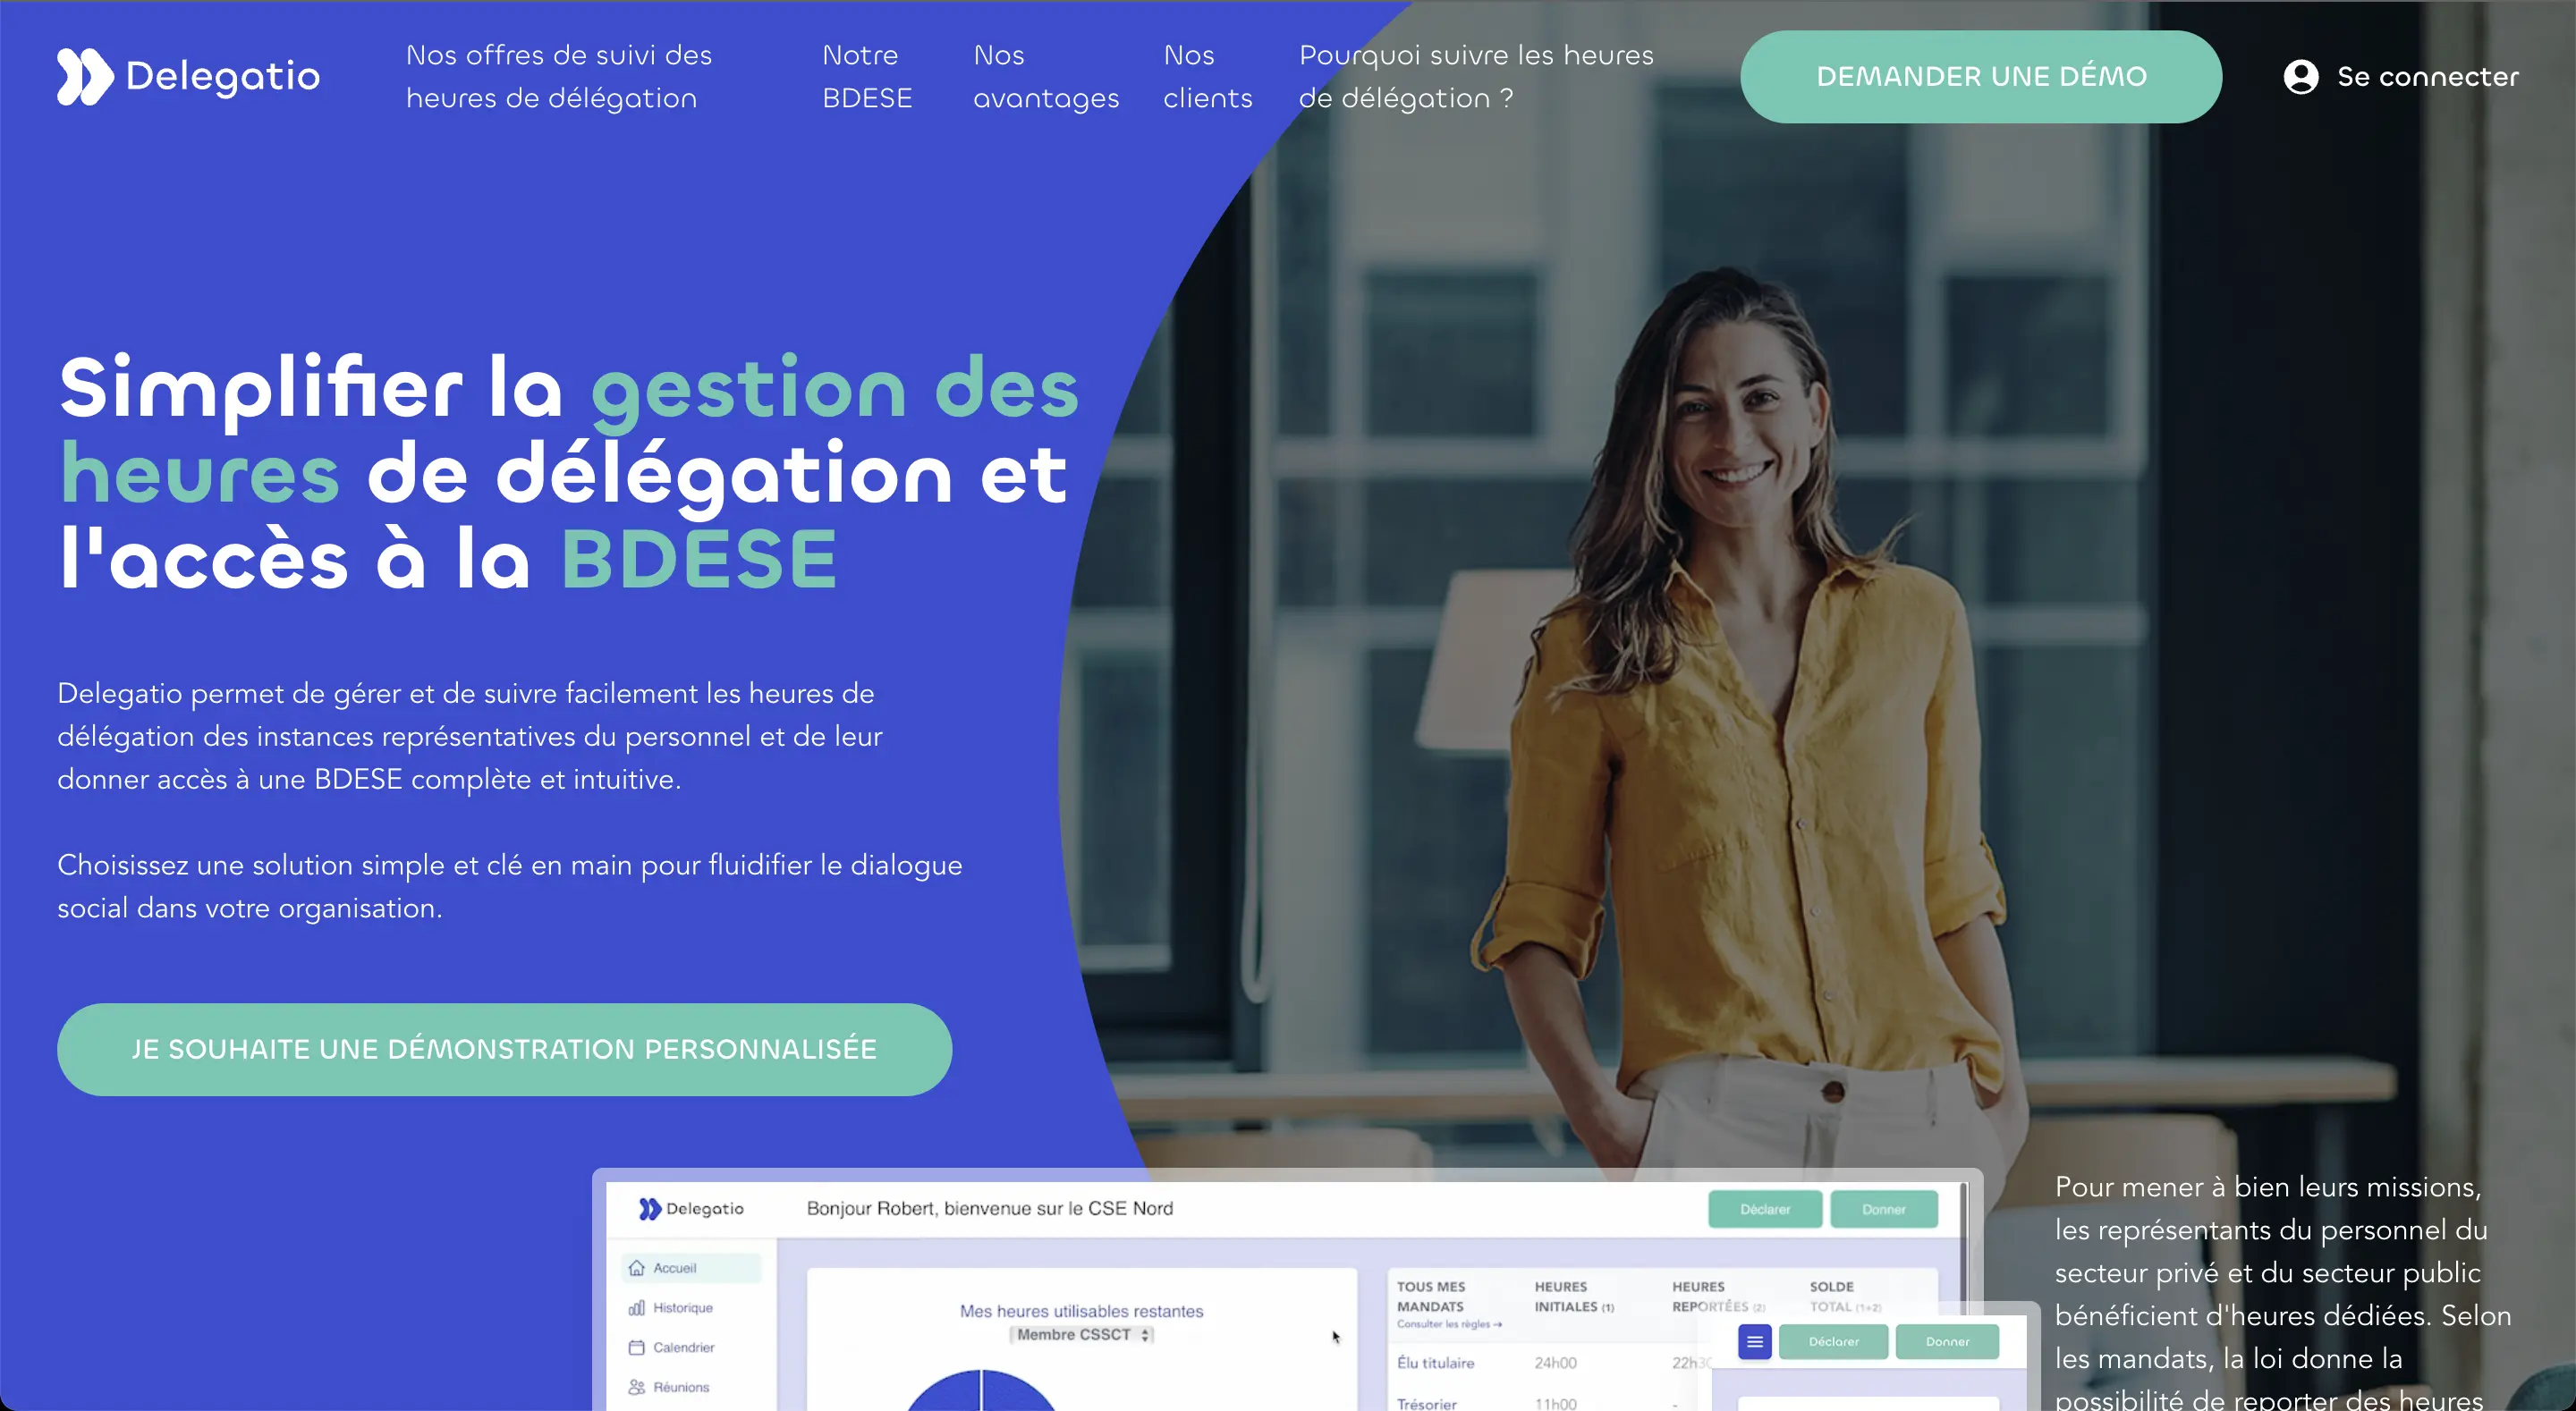 Delegatio
Nos offres de suivi des
heures de délégation
Notre
BDESE
Nos
avantages
Nos
clients
Pourquoi suivre les heures
de délégation ?
DEMANDER UNE DÉMO
Se connecter
Simplifier la gestion des
heures de délégation et
l'accès à la BDESE
Delegatio permet de gérer et de suivre facilement les heures de
délégation des instances représentatives du personnel et de leur
donner accès à une BDESE complète et intuitive.
Choisissez une solution simple et clé en main pour fluidifier le dialogue
social dans votre organisation.
JE SOUHAITE UNE DÉMONSTRATION PERSONNALISÉE
Delegatio
Bonjour Robert, bienvenue sur le CSE Nord
Déclarer
Donner
Accueil
Historique
Calendrier
Réunions
Mes heures utilisables restantes
Membre CSSCT
TOUS MES
MANDATS
Consulter les règles →
HEURES
INITIALES (1)
HEURES
REPORTÉES (2)
SOLDE
TOTAL (1+2)
Élu titulaire
24h00
22h30
Trésorier
11h00
-
Déclarer
Donner
Pour mener à bien leurs missions,
les représentants du personnel du
secteur privé et du secteur public
bénéficient d'heures dédiées. Selon
les mandats, la loi donne la
possibilité de reporter des heures